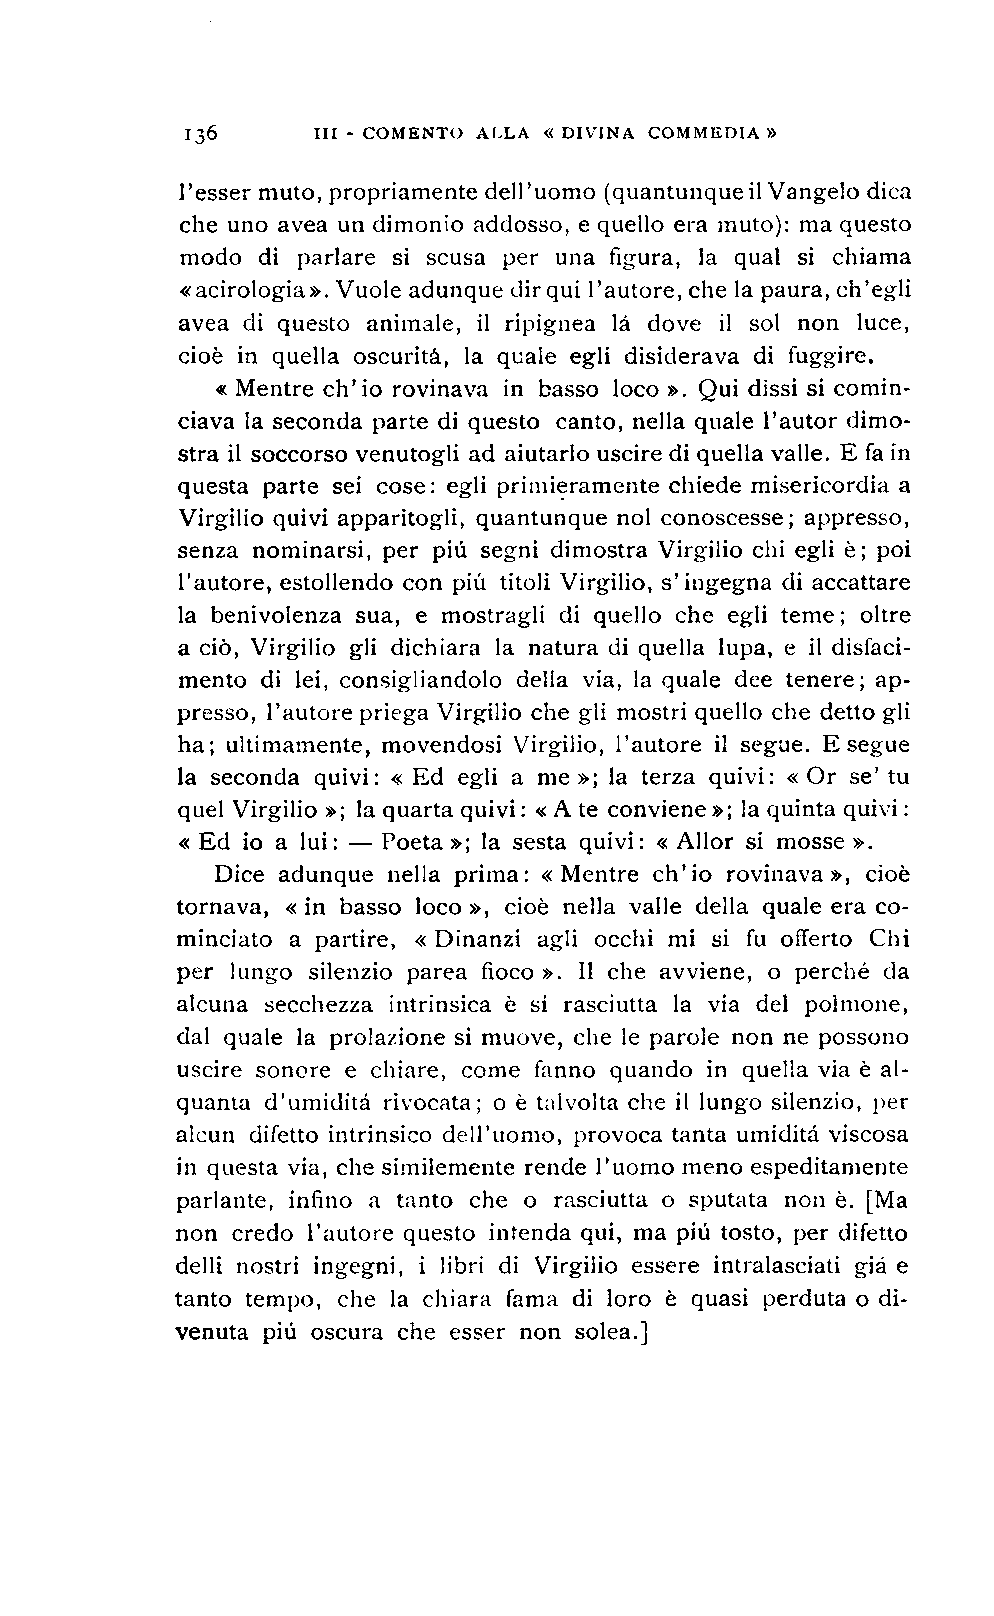 136 III - COMENTO ALLA « DIVINA COMMEDIA »
l'esser muto, propriamente dell'uomo (quantunque il Vangelo dica
che uno avea un dimonio addosso, e quello era muto): ma questo
modo di parlare si scusa per una figura, la qual si chiama
«acirologia». Vuole adunque dir qui l'autore, che la paura, ch'egli
avea di questo animale, il ripignea lá dove il sol non luce,
cioè in quella oscuritá, la quale egli disiderava di fuggire.
« Mentre ch'io rovinava in basso loco ». Qui dissi si comin-
ciava la seconda parte di questo canto, nella quale l'autor dimo-
stra il soccorso venutogli ad aiutarlo uscire di quella valle. E fa in
questa parte sei cose: egli primieramente chiede misericordia a
Virgilio quivi apparitogli, quantunque nol conoscesse; appresso,
senza nominarsi, per piú segni dimostra Virgilio chi egli è; poi
l'autore, estollendo con piú titoli Virgilio, s'ingegna di accattare
la benivolenza sua, e mostragli di quello che egli teme; oltre
a ciò, Virgilio gli dichiara la natura di quella lupa, e il disfaci-
mento di lei, consigliandolo della via, la quale dee tenere; ap-
presso, l'autore priega Virgilio che gli mostri quello che detto gli
ha; ultimamente, movendosi Virgilio, l'autore il segue. E segue
la seconda quivi: « Ed egli a me »; la terza quivi: « Or se' tu
quel Virgilio »; la quarta quivi: « A te conviene »; la quinta quivi:
« Ed io a lui: — Poeta »; la sesta quivi: « Allor si mosse ».
Dice adunque nella prima: « Mentre ch'io rovinava », cioè
tornava, « in basso loco », cioè nella valle della quale era co-
minciato a partire, « Dinanzi agli occhi mi si fu offerto Chi
per lungo silenzio parea fioco ». Il che avviene, o perché da
alcuna secchezza intrinsica è sí rasciutta la via del polmone,
dal quale la prolazione si muove, che le parole non ne possono
uscire sonore e chiare, come fanno quando in quella via è al-
quanta d'umiditá rivocata; o è talvolta che il lungo silenzio, per
alcun difetto intrinsico dell'uomo, provoca tanta umiditá viscosa
in questa via, che similemente rende l'uomo meno espeditamente
parlante, infino a tanto che o rasciutta o sputata non è. [Ma
non credo l'autore questo intenda qui, ma piú tosto, per difetto
delli nostri ingegni, i libri di Virgilio essere intralasciati giá e
tanto tempo, che la chiara fama di loro è quasi perduta o di-
venuta piú oscura che esser non solea.]